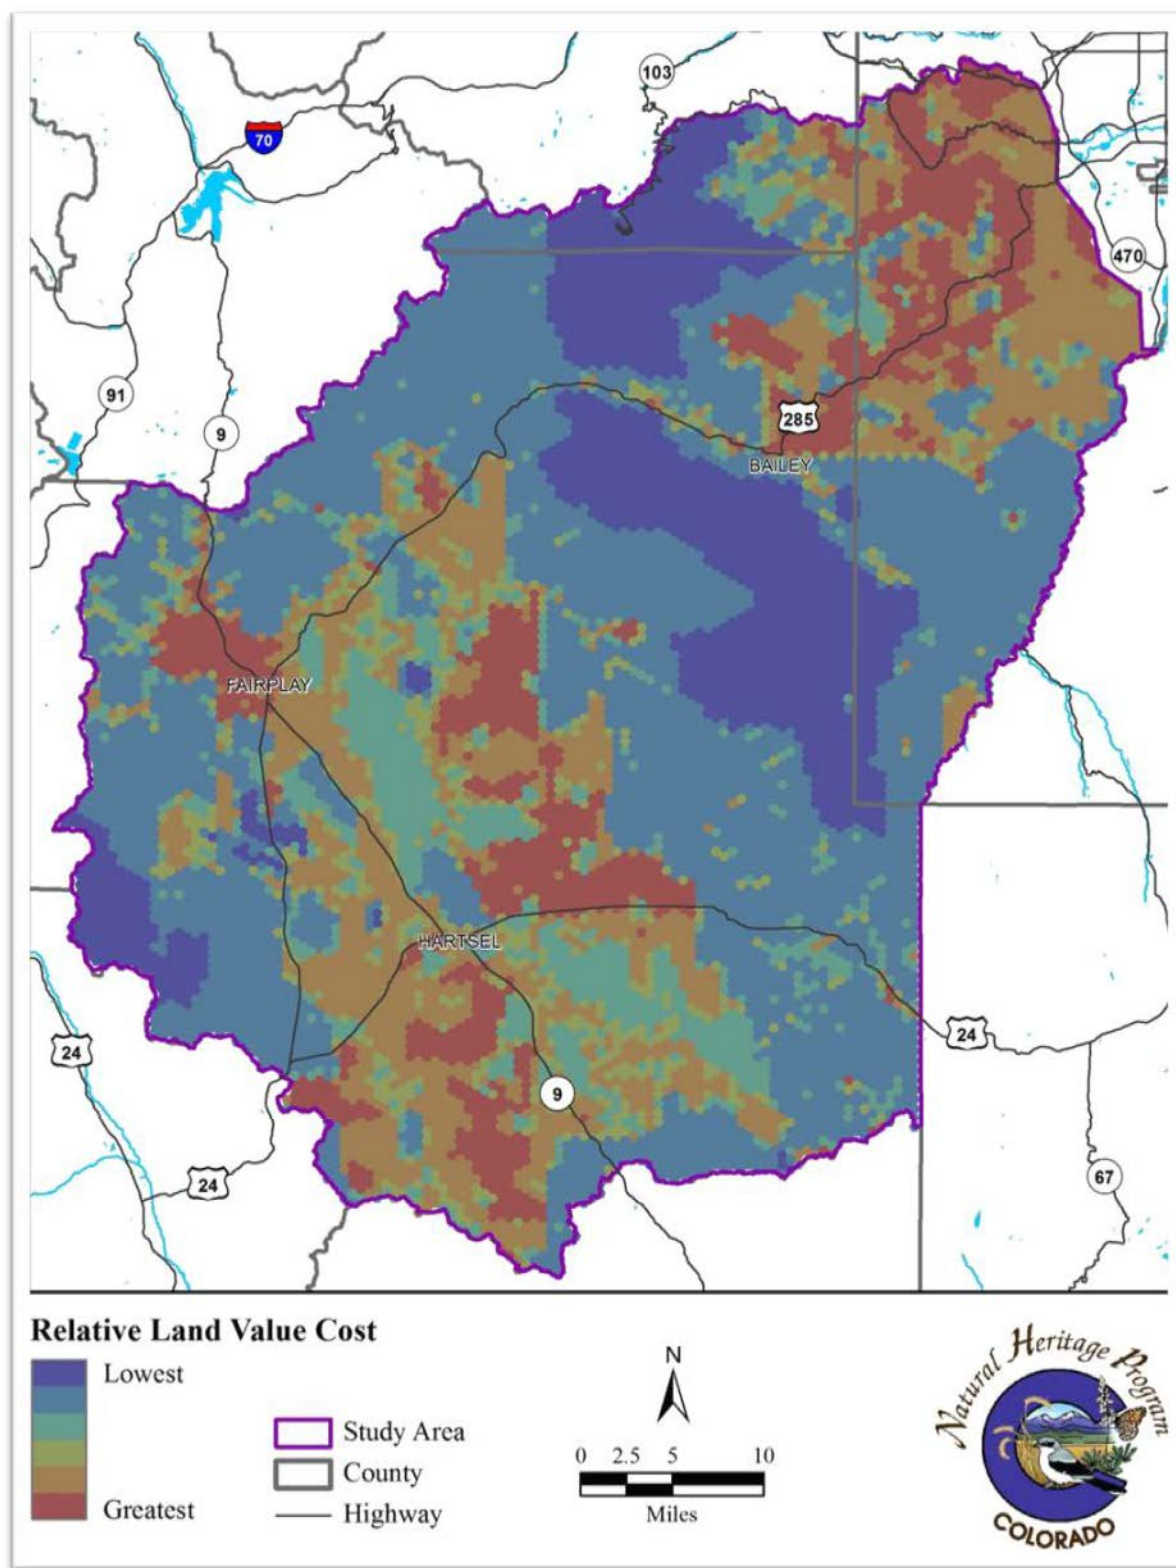 103
70
470
91
9
285
BAILEY
FAIRPLAY
HARTSEL
24
24
9
24
67
Relative Land Value Cost
Lowest
Greatest
Study Area
County
Highway
N
0 2.5 5 10
Miles
Natural Heritage Program
COLORADO